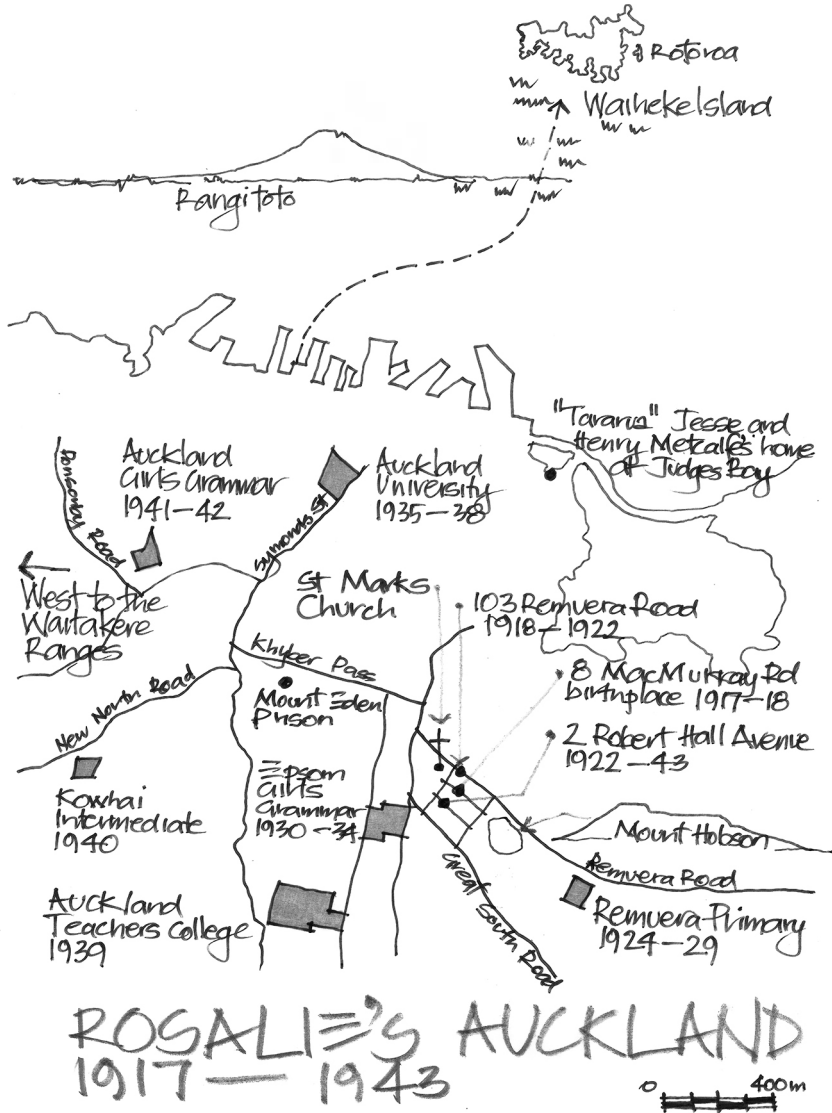 Rotoroa
Waiheke Island
Rangitoto
"Tarana" Jesse and
Henry Metcalfe's home
at Judges Bay
Ponsonby Road
Auckland
Girls Grammar
1941–42
Symonds St
Auckland
University
1935–38
West to the
Waitakere
Ranges
St Marks
Church
103 Remuera Road
1918–1922
Khyber Pass
8 MacMurray Rd
birthplace 1917–18
New North Road
Mount Eden
Prison
2 Robert Hall Avenue
1922–43
Kowhai
Intermediate
1940
Epsom
Girls
Grammar
1930–34
Mount Hobson
Great South Road
Remuera Road
Auckland
Teachers College
1939
Remuera Primary
1924–29
ROSALIE'S AUCKLAND
1917 — 1943
0 400m